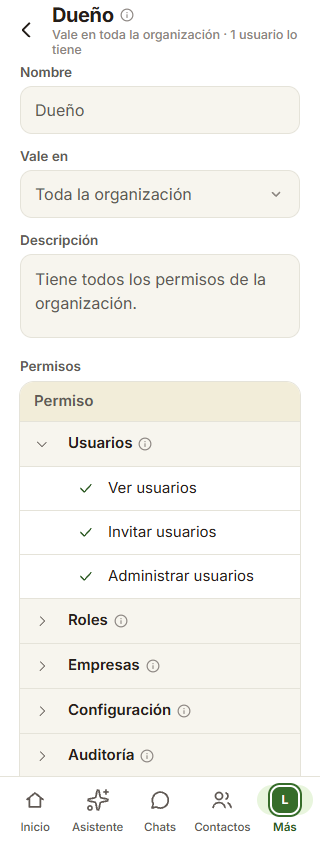 Dueño
Vale en toda la organización · 1 usuario lo
tiene
Nombre
Dueño
Vale en
Toda la organización
Descripción
Tiene todos los permisos de la
organización.
Permisos
Permiso
Usuarios
Ver usuarios
Invitar usuarios
Administrar usuarios
Roles
Empresas
Configuración
Auditoría
L
Inicio Asistente Chats Contactos Más